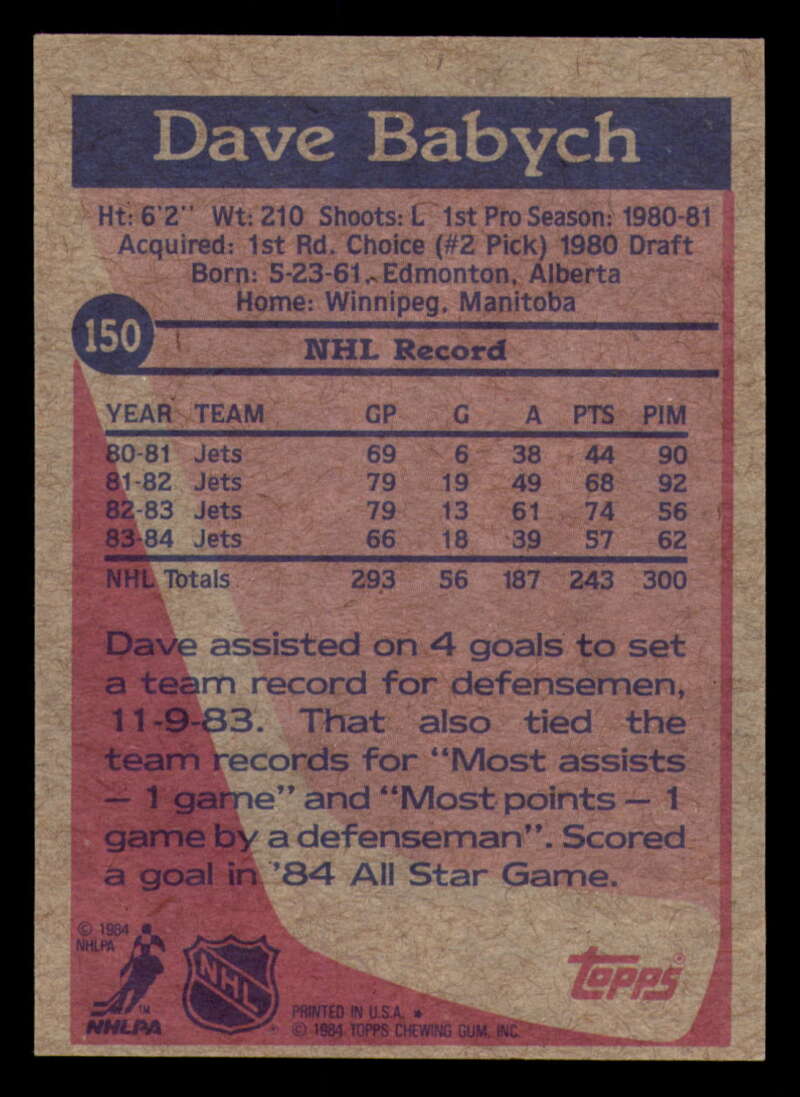 Dave Babych
Ht: 6'2" Wt: 210 Shoots: L 1st Pro Season: 1980-81
Acquired: 1st Rd. Choice (#2 Pick) 1980 Draft
Born: 5-23-61, Edmonton, Alberta
Home: Winnipeg, Manitoba
150
NHL Record
YEAR TEAM GP G A PTS PIM
80-81 Jets 69 6 38 44 90
81-82 Jets 79 19 49 68 92
82-83 Jets 79 13 61 74 56
83-84 Jets 66 18 39 57 62
NHL Totals 293 56 187 243 300
Dave assisted on 4 goals to set
a team record for defensemen,
11-9-83. That also tied the
team records for "Most assists
— 1 game" and "Most points — 1
game by a defenseman". Scored
a goal in '84 All Star Game.
© 1984
NHLPA
TM
NHLPA
NHL
®
TOPPS®
PRINTED IN U.S.A. *
© 1984 TOPPS CHEWING GUM, INC.